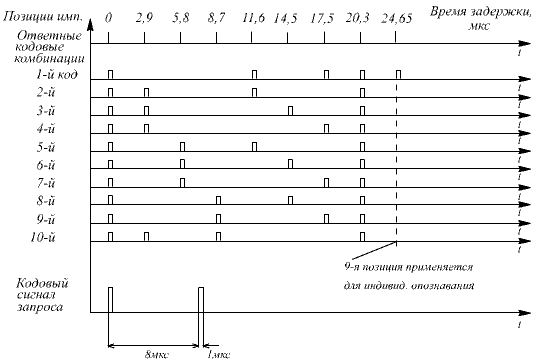 Позиции имп. 0 2,9 5,8 8,7 11,6 14,5 17,5 20,3 24,65 Время задержки,
мкс
Ответные
кодовые
комбинации
t
1-й код
t
2-й
t
3-й
t
4-й
t
5-й
t
6-й
t
7-й
t
8-й
t
9-й
t
10-й
t
9-я позиция применяется
для индивид. опознавания
Кодовый
сигнал
запроса
t
8мкс
1мкс